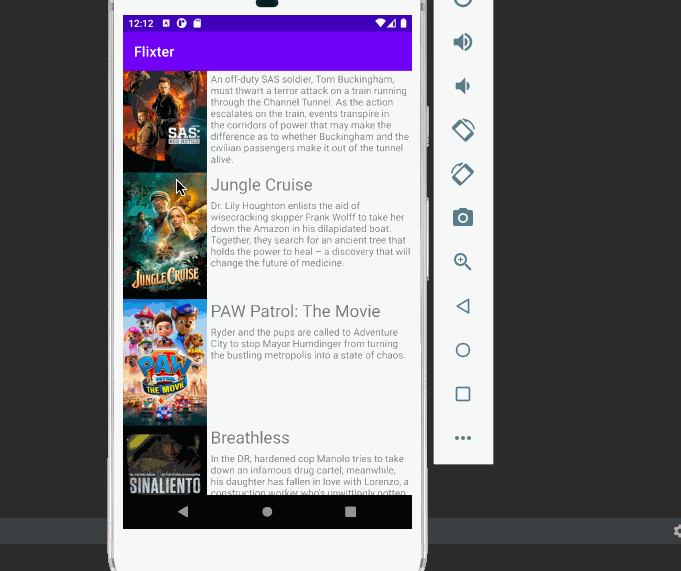 12:12
Flixter
An off-duty SAS soldier, Tom Buckingham,
must thwart a terror attack on a train running
through the Channel Tunnel. As the action
escalates on the train, events transpire in
the corridors of power that may make the
difference as to whether Buckingham and the
civilian passengers make it out of the tunnel
alive.
SAS:
Jungle Cruise
Dr. Lily Houghton enlists the aid of
wisecracking skipper Frank Wolff to take her
down the Amazon in his dilapidated boat.
Together, they search for an ancient tree that
holds the power to heal – a discovery that will
change the future of medicine.
JUNGLE CRUISE
PAW Patrol: The Movie
Ryder and the pups are called to Adventure
City to stop Mayor Humdinger from turning
the bustling metropolis into a state of chaos.
PAW
PATROL
THE MOVIE
Breathless
In the DR, hardened cop Manolo tries to take
down an infamous drug cartel, meanwhile,
his daughter has fallen in love with Lorenzo, a
construction worker who's unwittingly gotten
SINALIENTO